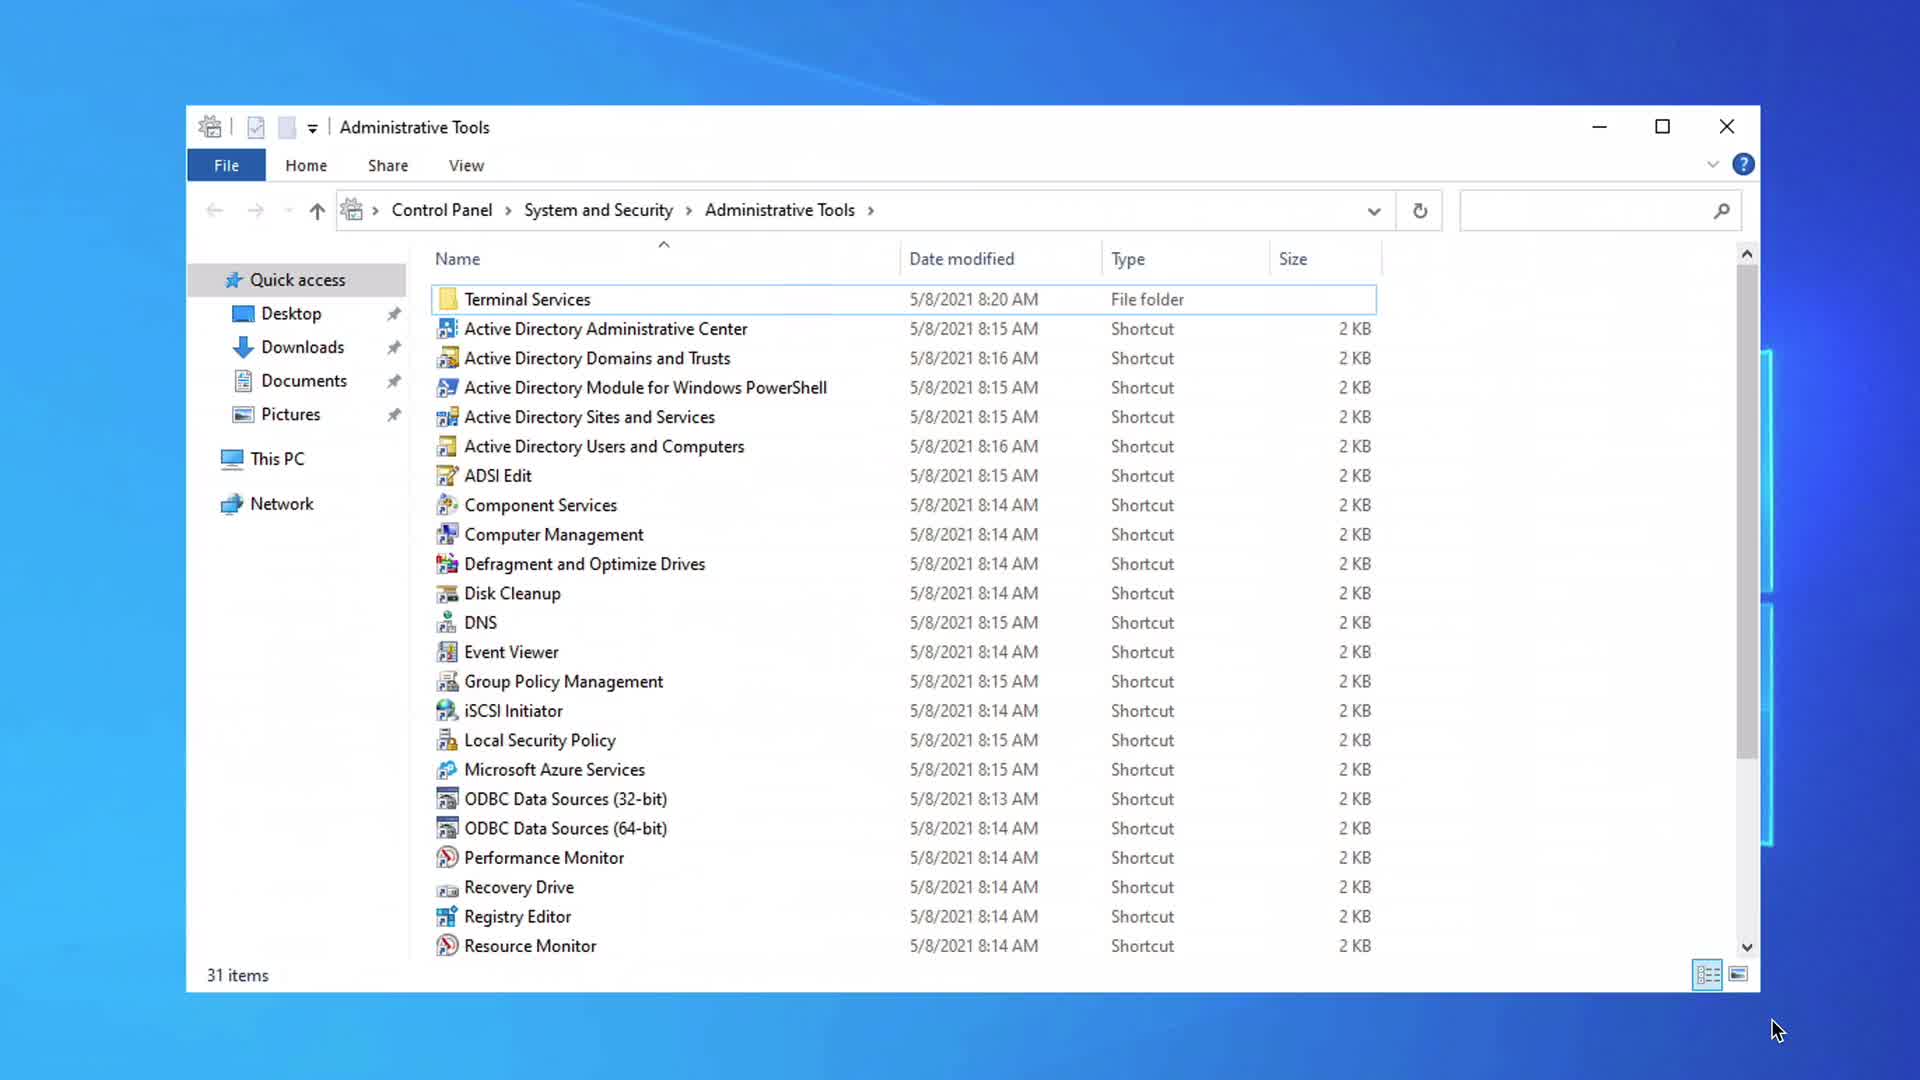 Administrative Tools
File Home Share View
?
Control Panel System and Security Administrative Tools
Name Date modified Type Size
Quick access
Desktop
Downloads
Documents
Pictures
This PC
Network
Terminal Services 5/8/2021 8:20 AM File folder
Active Directory Administrative Center 5/8/2021 8:15 AM Shortcut 2 KB
Active Directory Domains and Trusts 5/8/2021 8:16 AM Shortcut 2 KB
Active Directory Module for Windows PowerShell 5/8/2021 8:15 AM Shortcut 2 KB
Active Directory Sites and Services 5/8/2021 8:15 AM Shortcut 2 KB
Active Directory Users and Computers 5/8/2021 8:16 AM Shortcut 2 KB
ADSI Edit 5/8/2021 8:15 AM Shortcut 2 KB
Component Services 5/8/2021 8:14 AM Shortcut 2 KB
Computer Management 5/8/2021 8:14 AM Shortcut 2 KB
Defragment and Optimize Drives 5/8/2021 8:14 AM Shortcut 2 KB
Disk Cleanup 5/8/2021 8:14 AM Shortcut 2 KB
DNS 5/8/2021 8:15 AM Shortcut 2 KB
Event Viewer 5/8/2021 8:14 AM Shortcut 2 KB
Group Policy Management 5/8/2021 8:15 AM Shortcut 2 KB
iSCSI Initiator 5/8/2021 8:14 AM Shortcut 2 KB
Local Security Policy 5/8/2021 8:15 AM Shortcut 2 KB
Microsoft Azure Services 5/8/2021 8:15 AM Shortcut 2 KB
ODBC Data Sources (32-bit) 5/8/2021 8:13 AM Shortcut 2 KB
ODBC Data Sources (64-bit) 5/8/2021 8:14 AM Shortcut 2 KB
Performance Monitor 5/8/2021 8:14 AM Shortcut 2 KB
Recovery Drive 5/8/2021 8:14 AM Shortcut 2 KB
Registry Editor 5/8/2021 8:14 AM Shortcut 2 KB
Resource Monitor 5/8/2021 8:14 AM Shortcut 2 KB
31 items